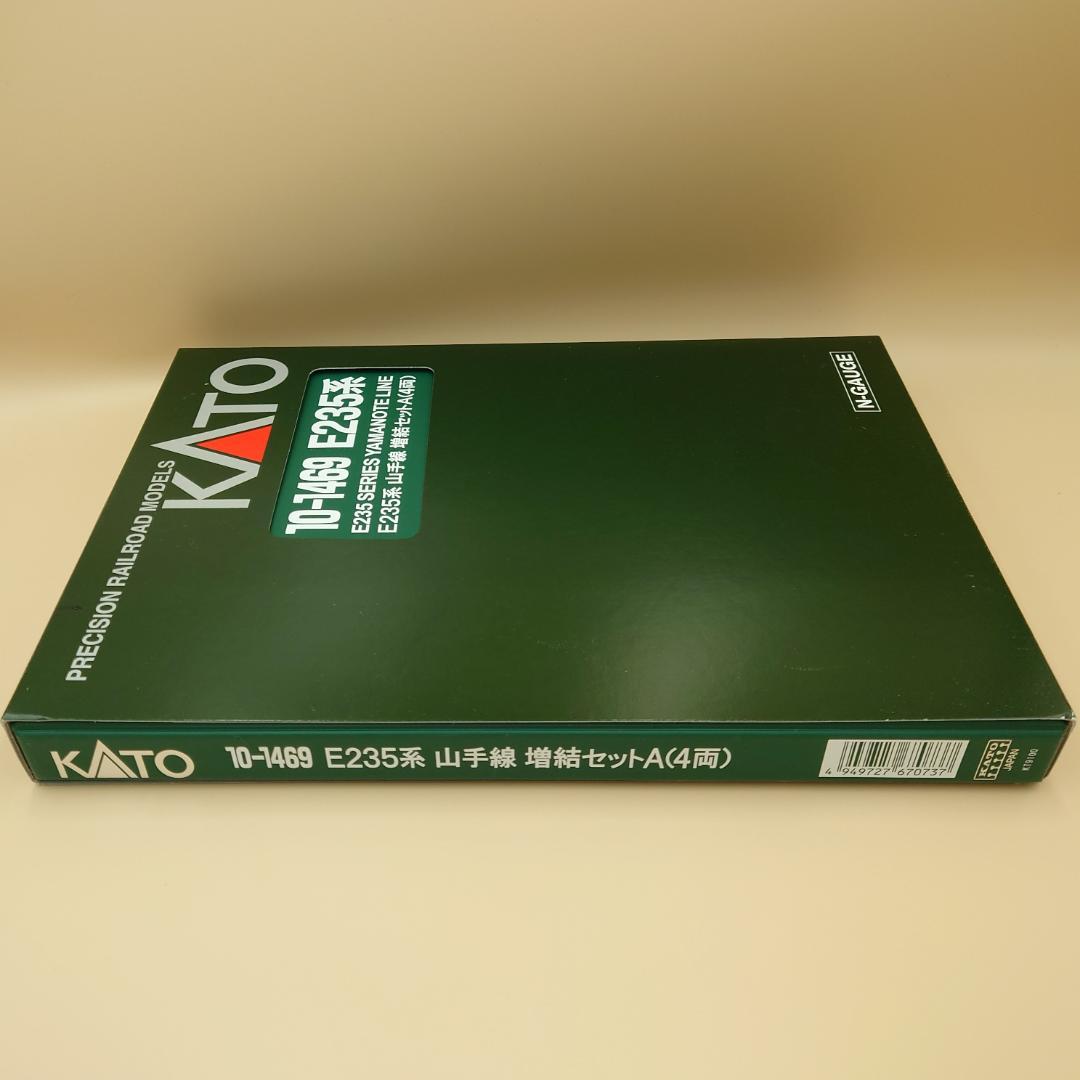 PRECISION RAILROAD MODELS
KATO
10-1469 E235系
E235 SERIES YAMANOTE LINE
E235系 山手線 増結セットA(4両)
N-GAUGE
KATO 10-1469 E235系 山手線 増結セットA(4両)
4 949727 670737
KATO
JAPAN
KT9100